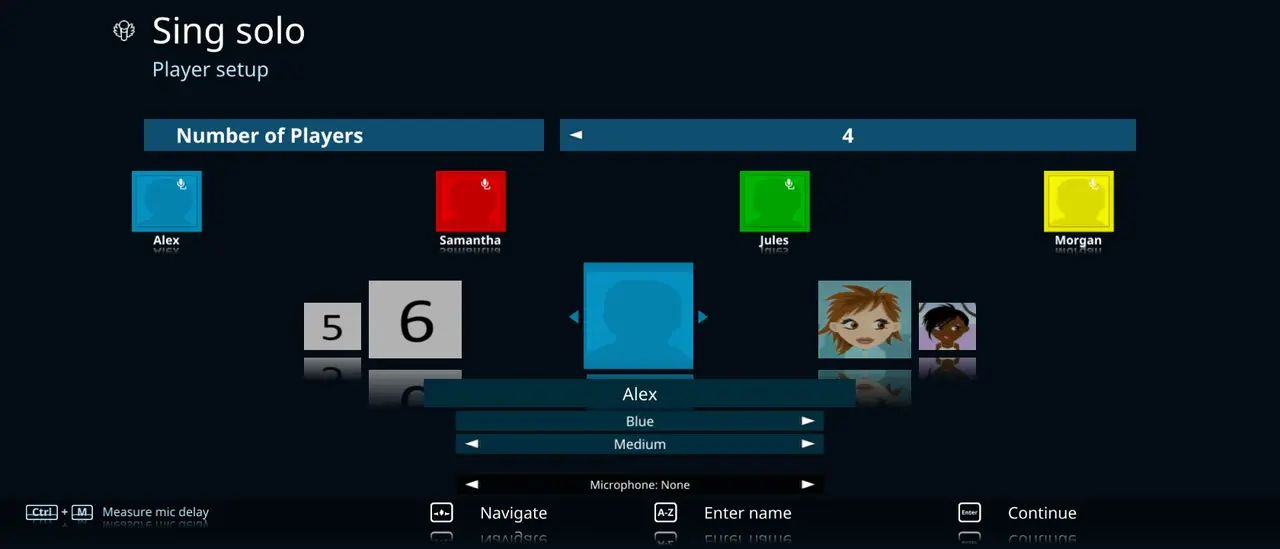 Sing solo
Player setup
Number of Players
4
Alex
Samantha
Jules
Morgan
5
6
Alex
Blue
Medium
Microphone: None
Ctrl + M Measure mic delay
Navigate
A-Z Enter name
Enter Continue